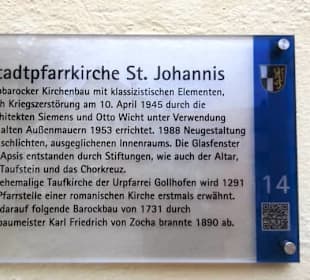 tadtpfarrkirche St. Johannis
obarocker Kirchenbau mit klassizistischen Elementen,
h Kriegszerstörung am 10. April 1945 durch die
hitekten Siemens und Otto Wicht unter Verwendung
alten Außenmauern 1953 errichtet. 1988 Neugestaltung
schlichten, ausgeglichenen Innenraums. Die Glasfenster
Apsis entstanden durch Stiftungen, wie auch der Altar,
Taufstein und das Chorkreuz.
ehemalige Taufkirche der Urpfarrei Gollhofen wird 1291
Pfarrstelle einer romanischen Kirche erstmals erwähnt.
darauf folgende Barockbau von 1731 durch
baumeister Karl Friedrich von Zocha brannte 1890 ab.
14